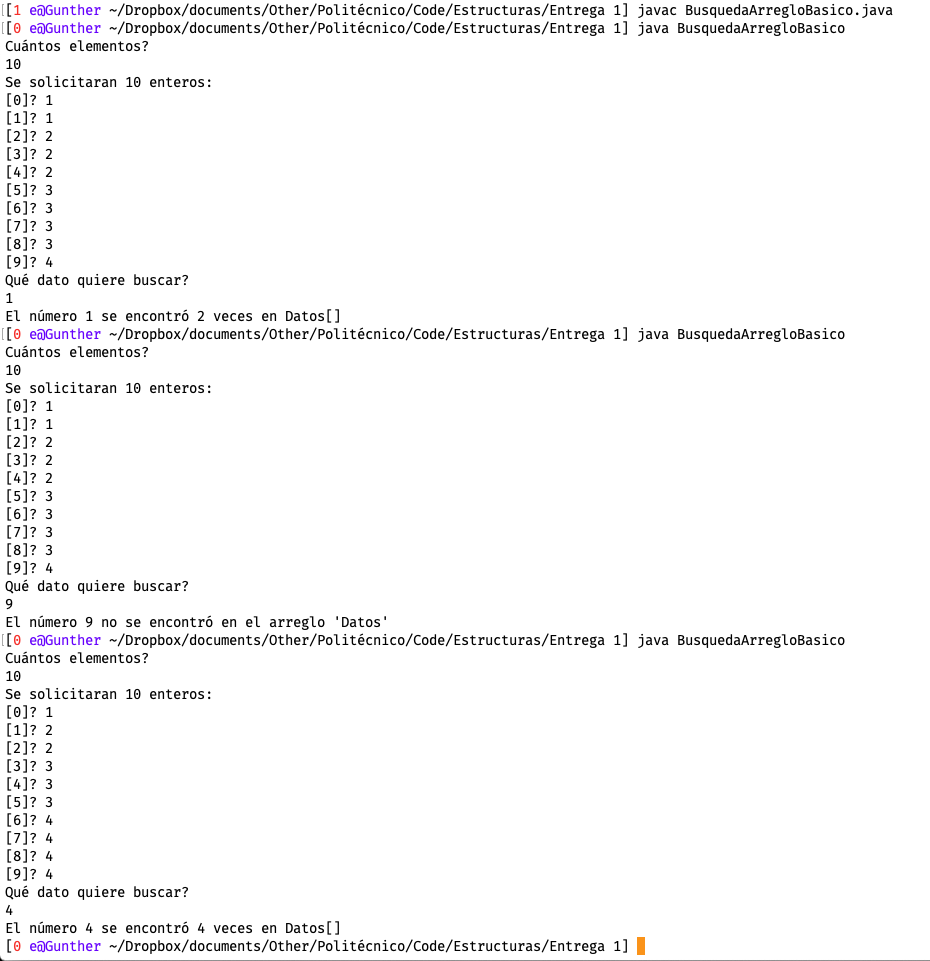 [1 e@Gunther ~/Dropbox/documents/Other/Politécnico/Code/Estructuras/Entrega 1] javac BusquedaArregloBasico.java
[0 e@Gunther ~/Dropbox/documents/Other/Politécnico/Code/Estructuras/Entrega 1] java BusquedaArregloBasico
Cuántos elementos?
10
Se solicitaran 10 enteros:
[0]? 1
[1]? 1
[2]? 2
[3]? 2
[4]? 2
[5]? 3
[6]? 3
[7]? 3
[8]? 3
[9]? 4
Qué dato quiere buscar?
1
El número 1 se encontró 2 veces en Datos[]
[0 e@Gunther ~/Dropbox/documents/Other/Politécnico/Code/Estructuras/Entrega 1] java BusquedaArregloBasico
Cuántos elementos?
10
Se solicitaran 10 enteros:
[0]? 1
[1]? 1
[2]? 2
[3]? 2
[4]? 2
[5]? 3
[6]? 3
[7]? 3
[8]? 3
[9]? 4
Qué dato quiere buscar?
9
El número 9 no se encontró en el arreglo 'Datos'
[0 e@Gunther ~/Dropbox/documents/Other/Politécnico/Code/Estructuras/Entrega 1] java BusquedaArregloBasico
Cuántos elementos?
10
Se solicitaran 10 enteros:
[0]? 1
[1]? 2
[2]? 2
[3]? 3
[4]? 3
[5]? 3
[6]? 4
[7]? 4
[8]? 4
[9]? 4
Qué dato quiere buscar?
4
El número 4 se encontró 4 veces en Datos[]
[0 e@Gunther ~/Dropbox/documents/Other/Politécnico/Code/Estructuras/Entrega 1]